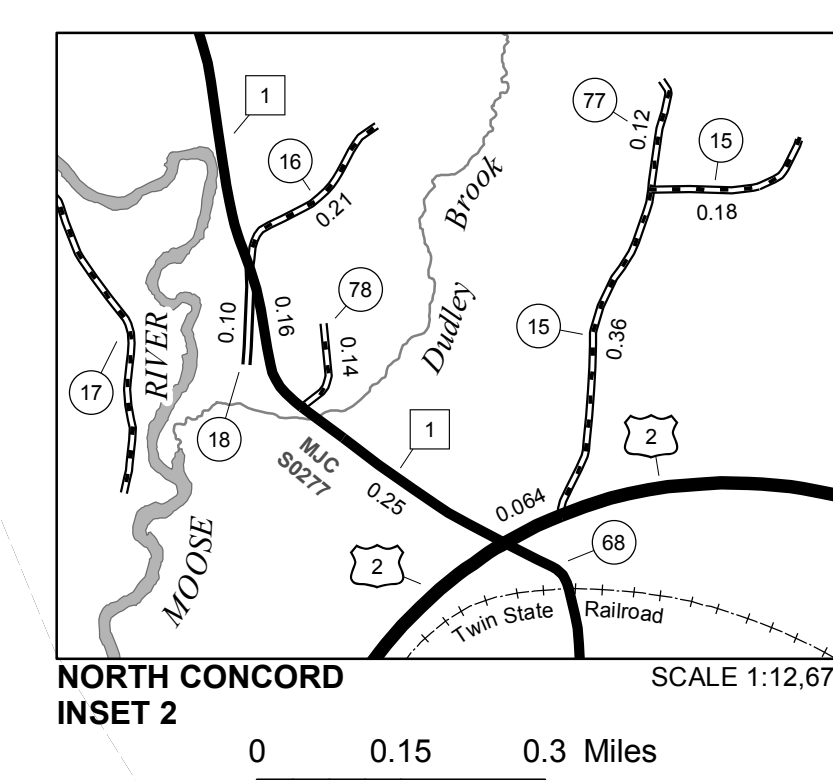 1
77
0.12
15
16
0.21
0.18
Brook
78
0.10
0.16
0.14
RIVER
Dudley
15
0.36
17
18
1
2
MJC
S0277
0.25
0.064
68
2
MOOSE
Twin State Railroad
NORTH CONCORD
INSET 2
SCALE 1:12,67
0 0.15 0.3 Miles